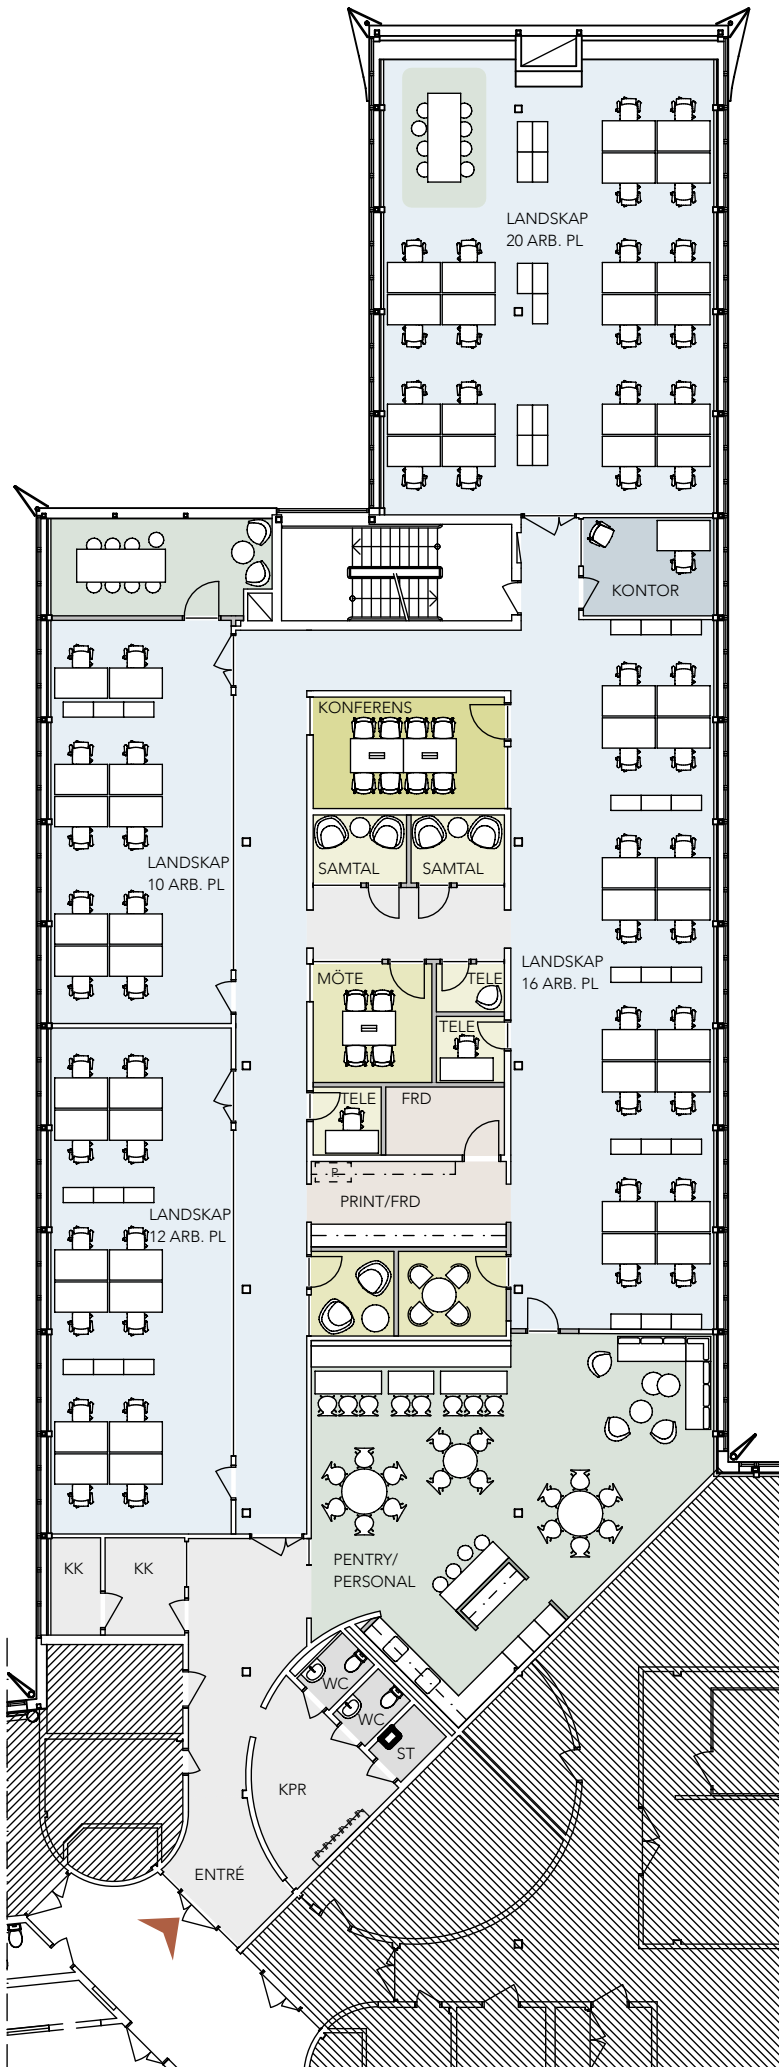 LANDSKAP
20 ARB. PL
KONTOR
KONFERENS
SAMTAL
SAMTAL
LANDSKAP
10 ARB. PL
LANDSKAP
16 ARB. PL
MÖTE
TELE
TELE
TELE
FRD
P
PRINT/FRD
LANDSKAP
12 ARB. PL
PENTRY/
PERSONAL
KK
KK
WC
WC
ST
KPR
ENTRÉ